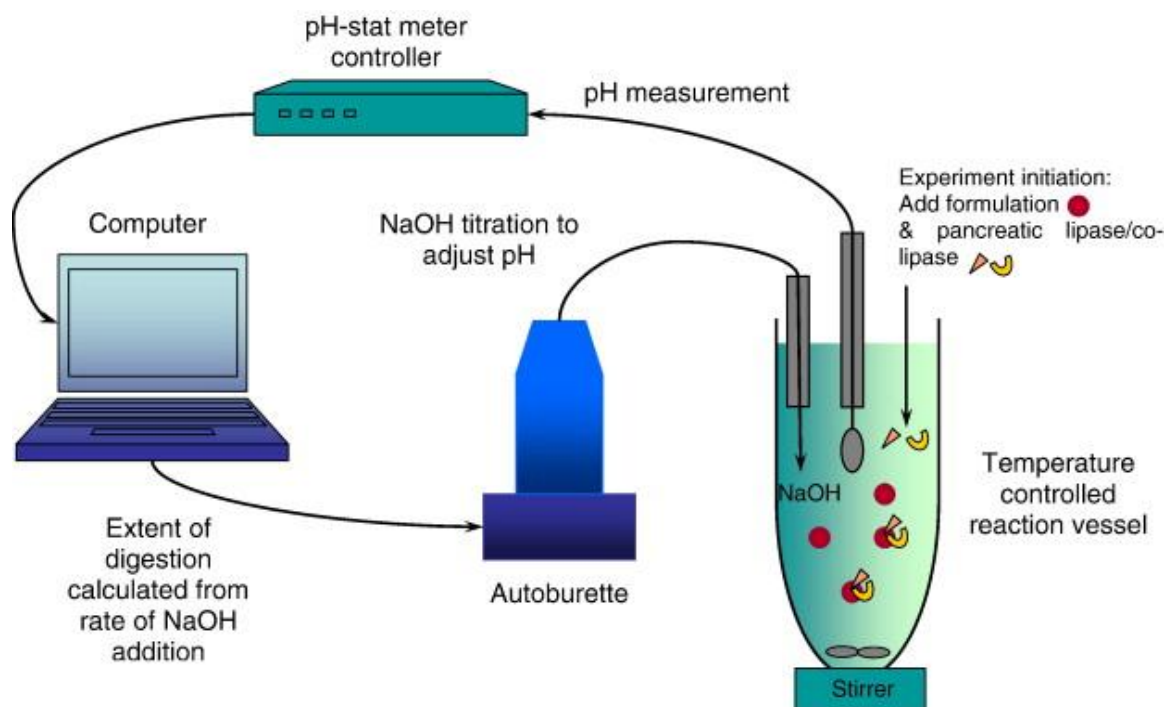 pH-stat meter
controller
pH measurement
Experiment initiation:
Add formulation
& pancreatic lipase/co-
lipase
Computer
NaOH titration to
adjust pH
NaOH
Temperature
controlled
reaction vessel
Extent of
digestion
calculated from
rate of NaOH
addition
Autoburette
Stirrer